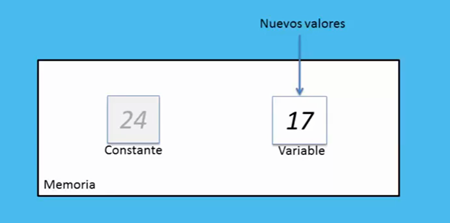 Nuevos valores
24
17
Constante
Variable
Memoria